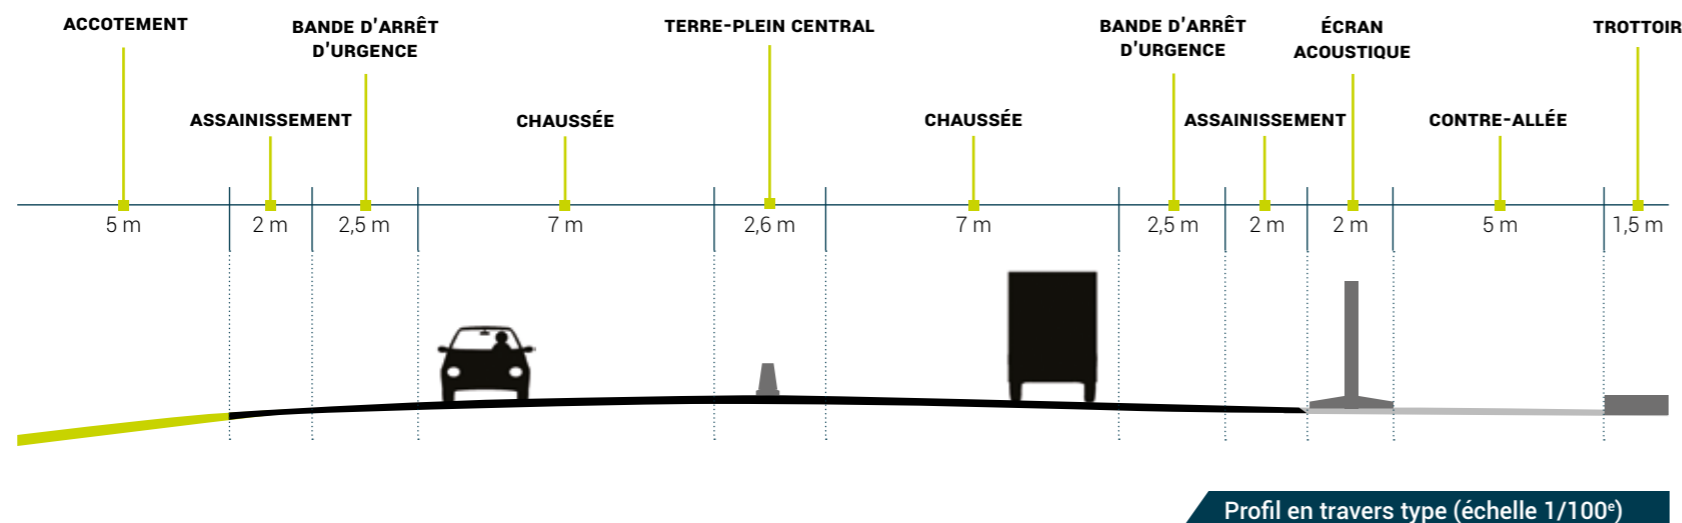 ACCOTEMENT
BANDE D'ARRÊT
D'URGENCE
TERRE-PLEIN CENTRAL
BANDE D'ARRÊT
D'URGENCE
ÉCRAN
ACOUSTIQUE
TROTTOIR
ASSAINISSEMENT
CHAUSSÉE
CHAUSSÉE
ASSAINISSEMENT
CONTRE-ALLÉE
5 m
2 m
2,5 m
7 m
2,6 m
7 m
2,5 m
2 m
2 m
5 m
1,5 m
Profil en travers type (échelle 1/100ᵉ)